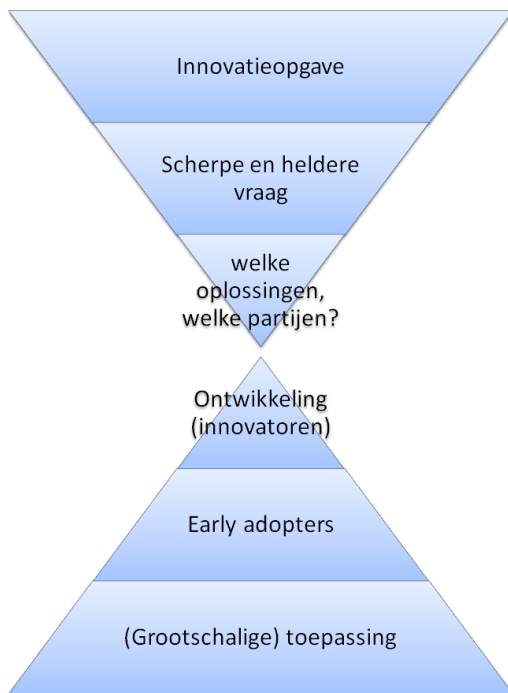 Innovatieopgave
Scherpe en heldere
vraag
welke
oplossingen,
welke partijen?
Ontwikkeling
(innovatoren)
Early adopters
(Grootschalige) toepassing